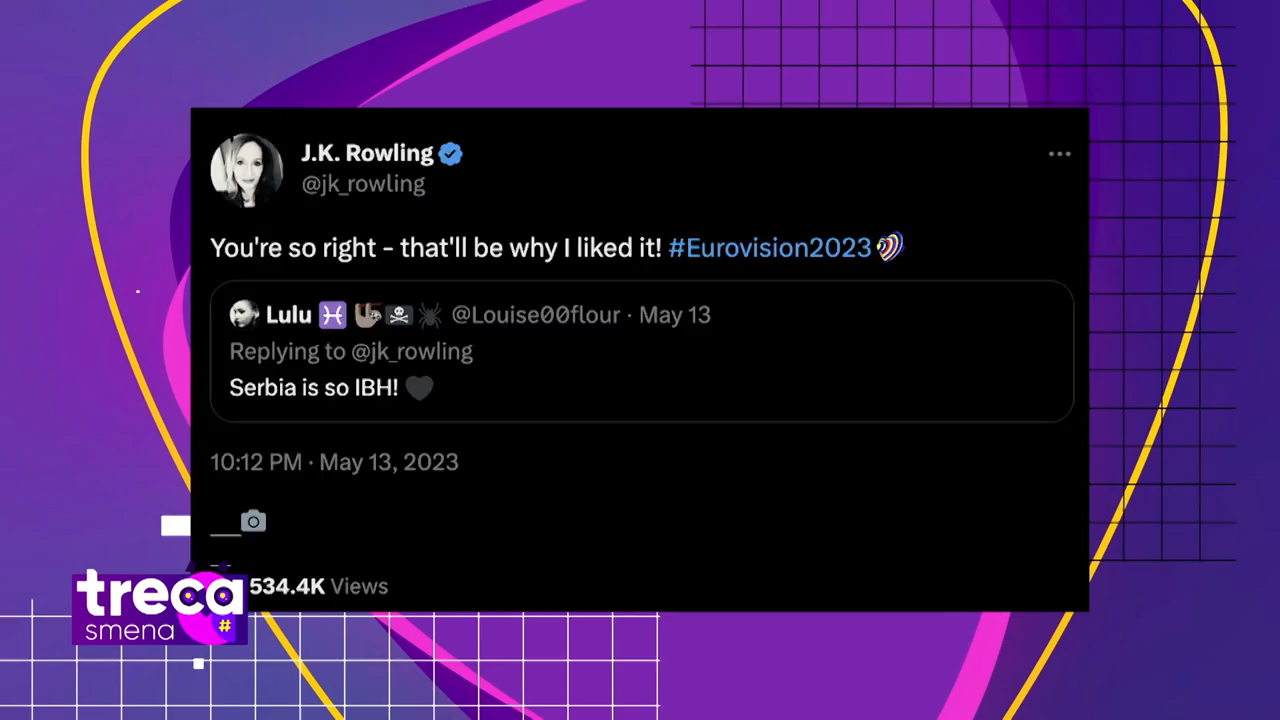 J.K. Rowling
@jk_rowling
You're so right - that'll be why I liked it! #Eurovision2023
Lulu @Louise00flour · May 13
Replying to @jk_rowling
Serbia is so IBH!
10:12 PM · May 13, 2023
534.4K Views
treca
smena
#